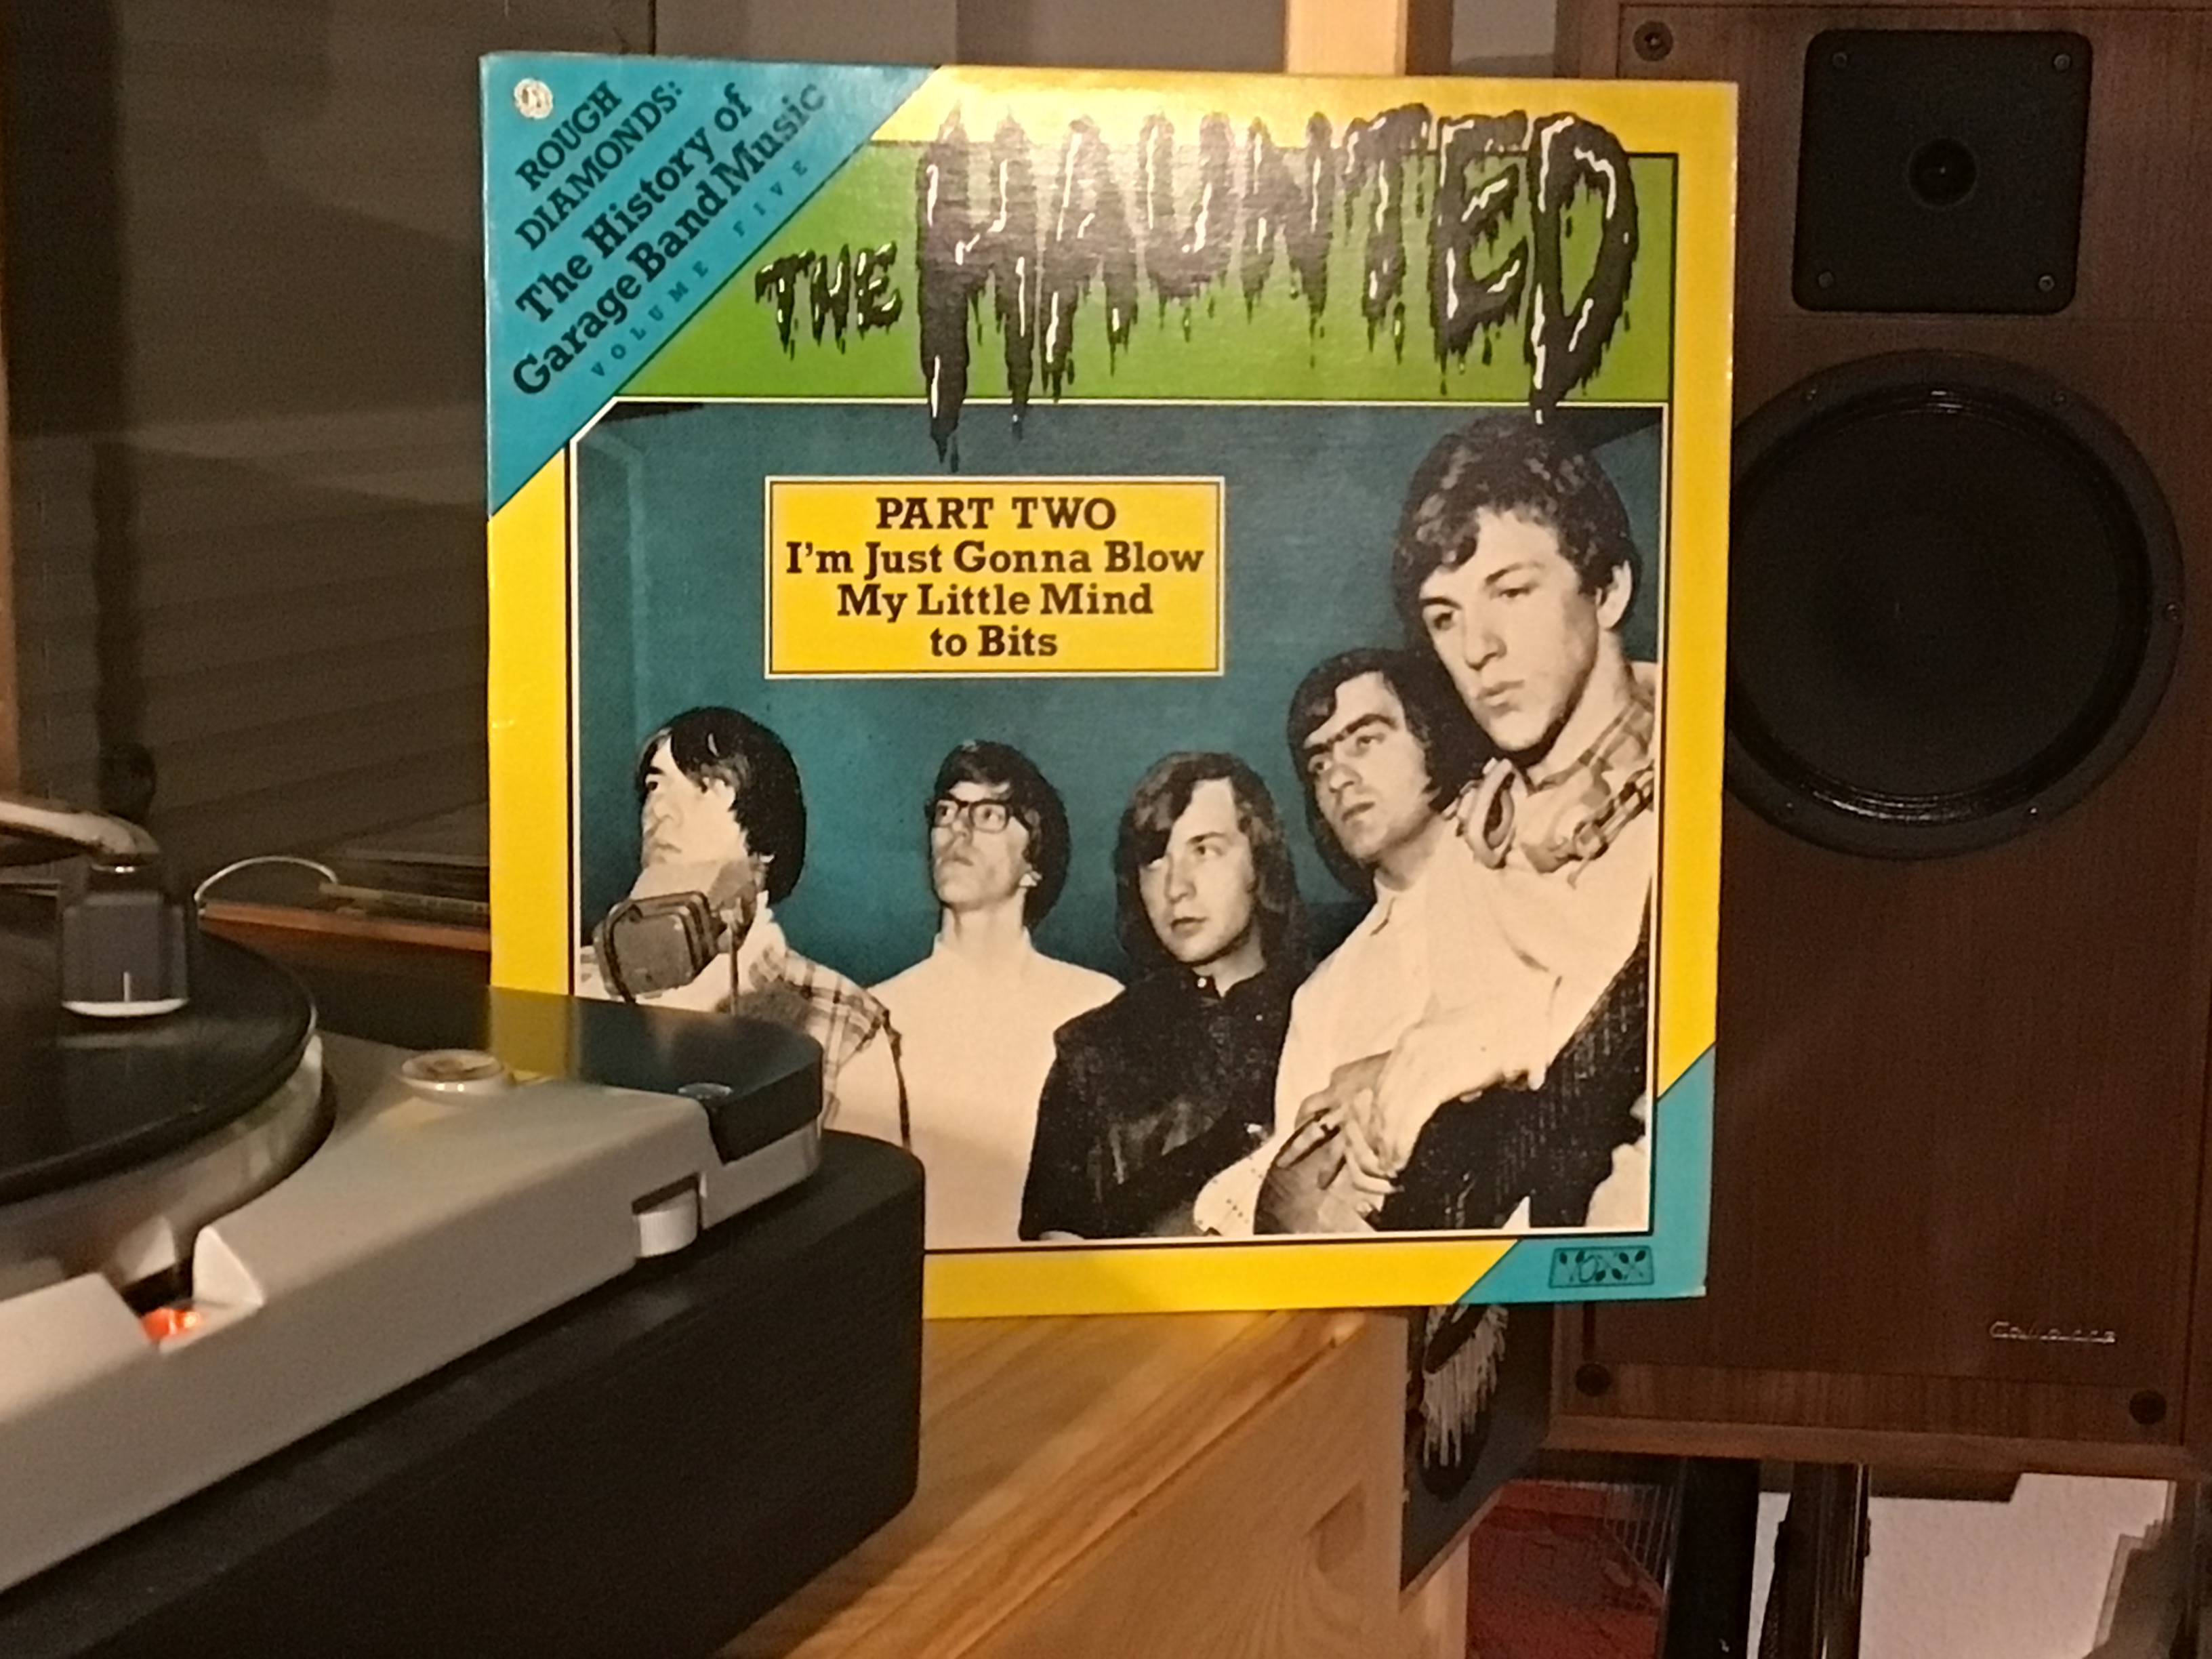 ROUGH
DIAMONDS:
The History of
Garage Band Music
VOLUME FIVE
THE HAUNTED
PART TWO
I'm Just Gonna Blow
My Little Mind
to Bits
VOXX